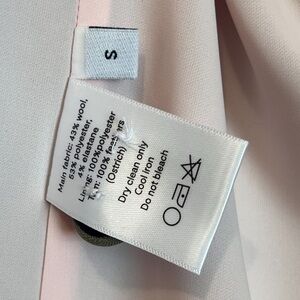 S
Main fabric: 43% wool,
53% polyester,
4% elastane
Lining: 100% polyester
Trim: 100% feathers
(Ostrich)
Dry clean only
Cool iron
Do not bleach